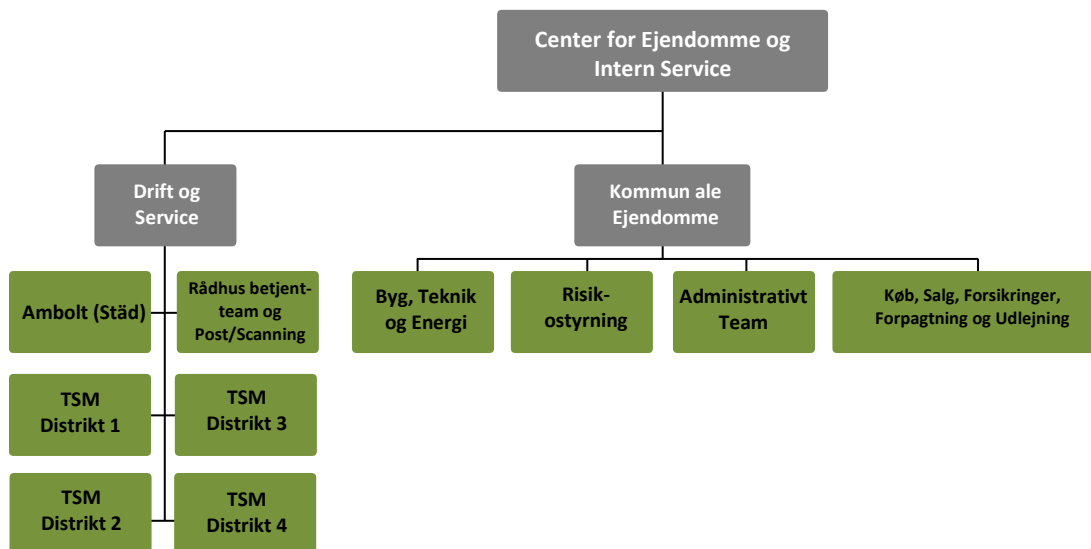 Center for Ejendomme og
Intern Service
Drift og
Service
Kommun ale
Ejendomme
Ambolt (Städ)
Rådhus betjent-
team og
Post/Scanning
TSM
Distrikt 1
TSM
Distrikt 3
TSM
Distrikt 2
TSM
Distrikt 4
Byg, Teknik
og Energi
Risik-
ostyrning
Administrativt
Team
Køb, Salg, Forsikringer,
Forpagtning og Udlejning